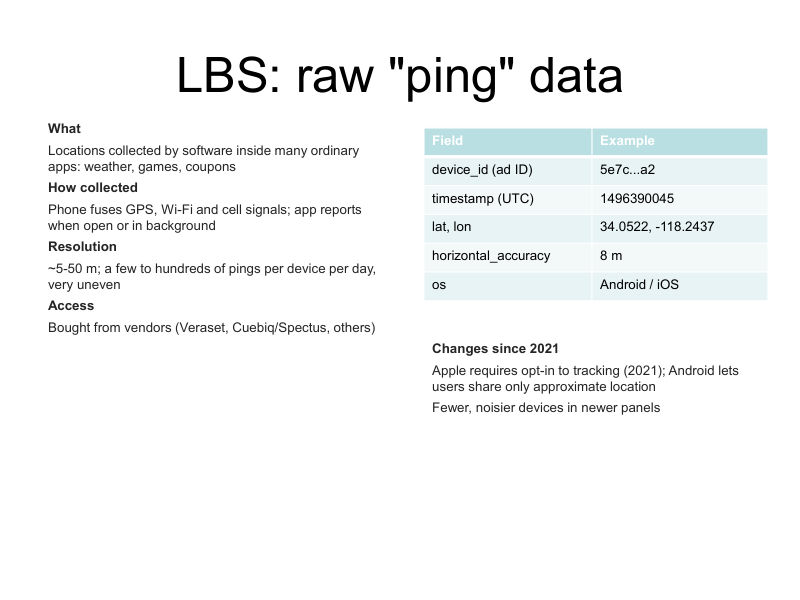 LBS: raw "ping" data
What
Locations collected by software inside many ordinary
apps: weather, games, coupons
How collected
Phone fuses GPS, Wi-Fi and cell signals; app reports
when open or in background
Resolution
~5-50 m; a few to hundreds of pings per device per day,
very uneven
Access
Bought from vendors (Veraset, Cuebiq/Spectus, others)
Field Example
device_id (ad ID) 5e7c...a2
timestamp (UTC) 1496390045
lat, lon 34.0522, -118.2437
horizontal_accuracy 8 m
os Android / iOS
Changes since 2021
Apple requires opt-in to tracking (2021); Android lets
users share only approximate location
Fewer, noisier devices in newer panels